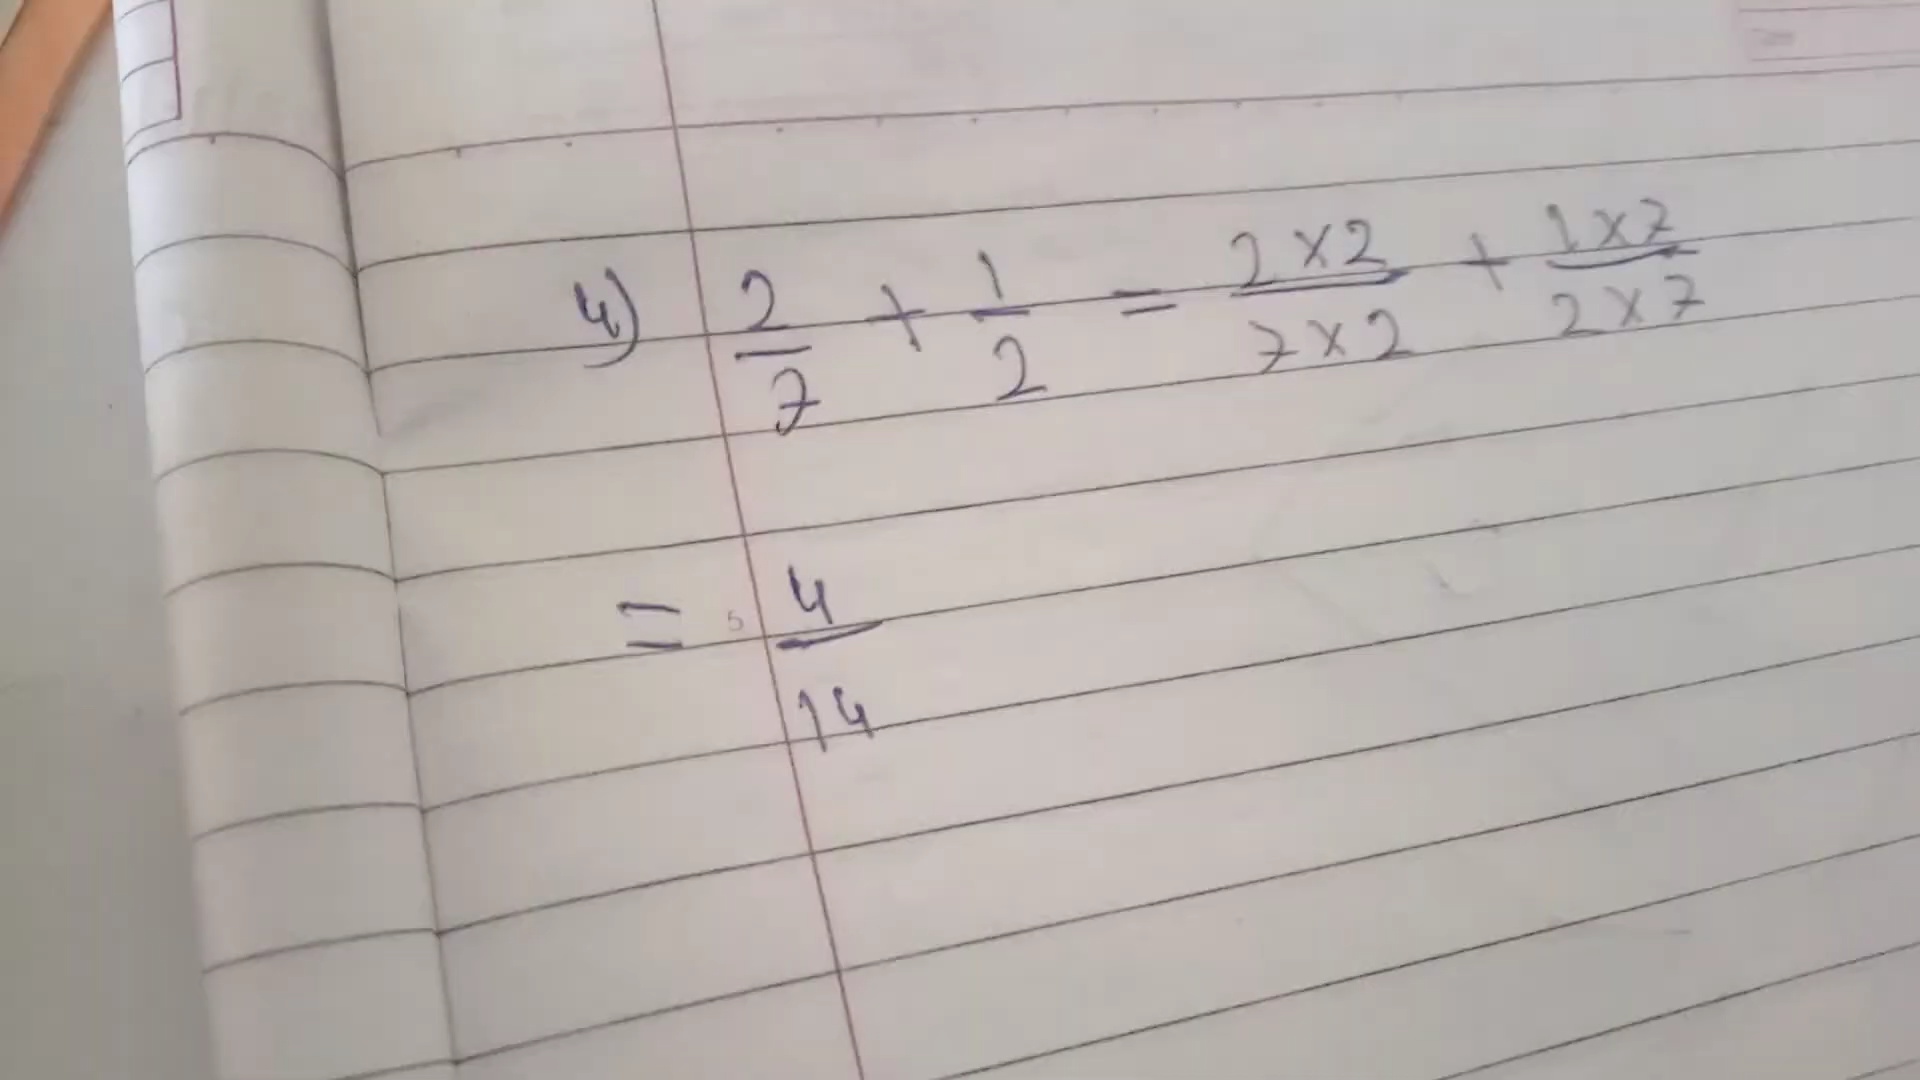 4) 2/7 + 1/2 = 2×2/7×2 + 1×7/2×7
= 4/14